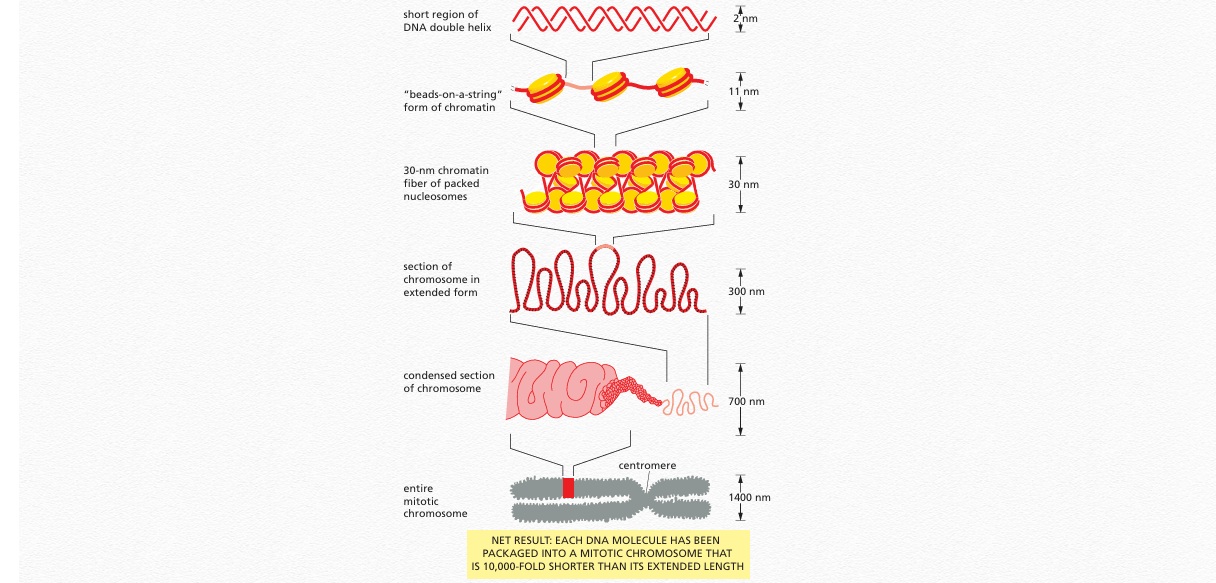 short region of
DNA double helix
2 nm
"beads-on-a-string"
form of chromatin
11 nm
30-nm chromatin
fiber of packed
nucleosomes
30 nm
section of
chromosome in
extended form
300 nm
condensed section
of chromosome
700 nm
centromere
entire
mitotic
chromosome
1400 nm
NET RESULT: EACH DNA MOLECULE HAS BEEN
PACKAGED INTO A MITOTIC CHROMOSOME THAT
IS 10,000-FOLD SHORTER THAN ITS EXTENDED LENGTH